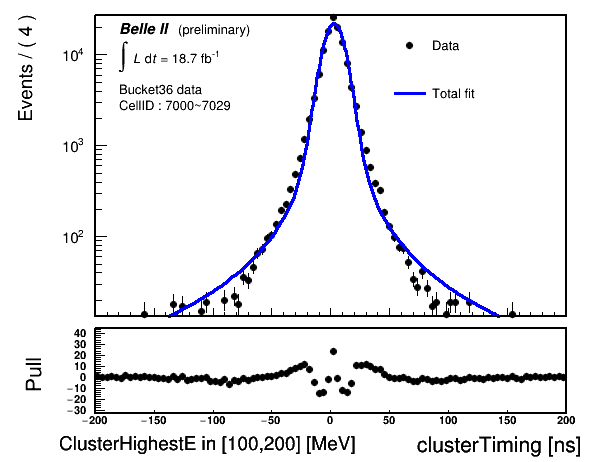 Events / ( 4 )
10⁴
10³
10²
Belle II (preliminary)
∫ L dt = 18.7 fb⁻¹
Bucket36 data
CellID : 7000~7029
Data
Total fit
Pull
40
30
20
10
0
−10
−20
−30
−200 −150 −100 −50 0 50 100 150 200
ClusterHighestE in [100,200] [MeV] clusterTiming [ns]